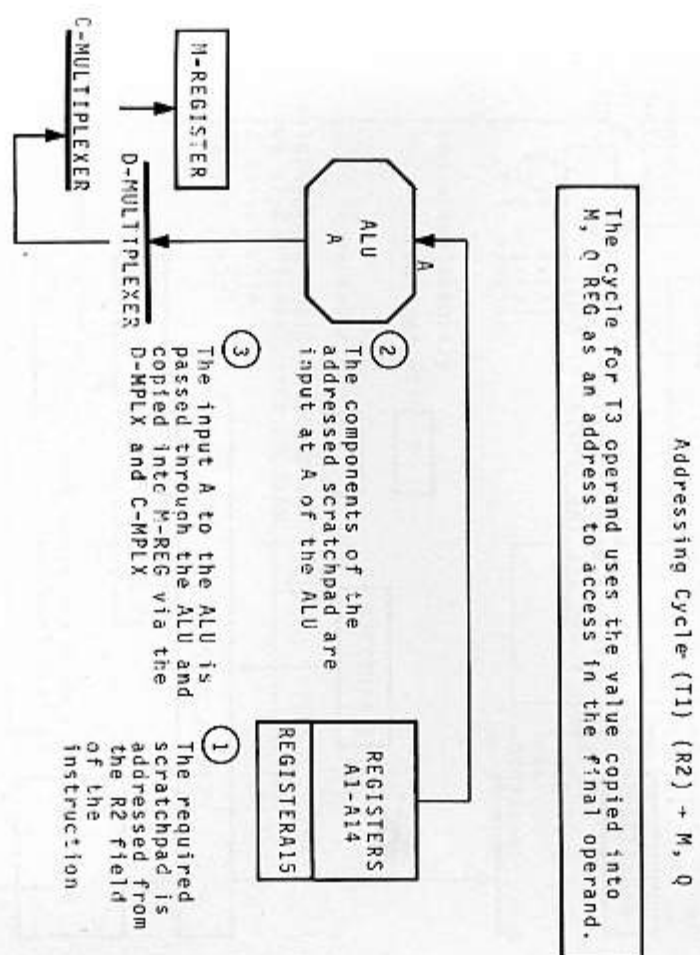 Addressing Cycle (T1) (R2) → M, Q
The cycle for T3 operand uses the value copied into
M, Q REG as an address to access in the final operand.
A
ALU
A
REGISTERS
A1-A14
REGISTERA15
M-REGISTER
D-MULTIPLEXER
C-MULTIPLEXER
1
The required
scratchpad is
addressed from
the R2 field
of the
instruction
2
The components of the
addressed scratchpad are
input at A of the ALU
3
The input A to the ALU is
passed through the ALU and
copied into M-REG via the
D-MPLX and C-MPLX